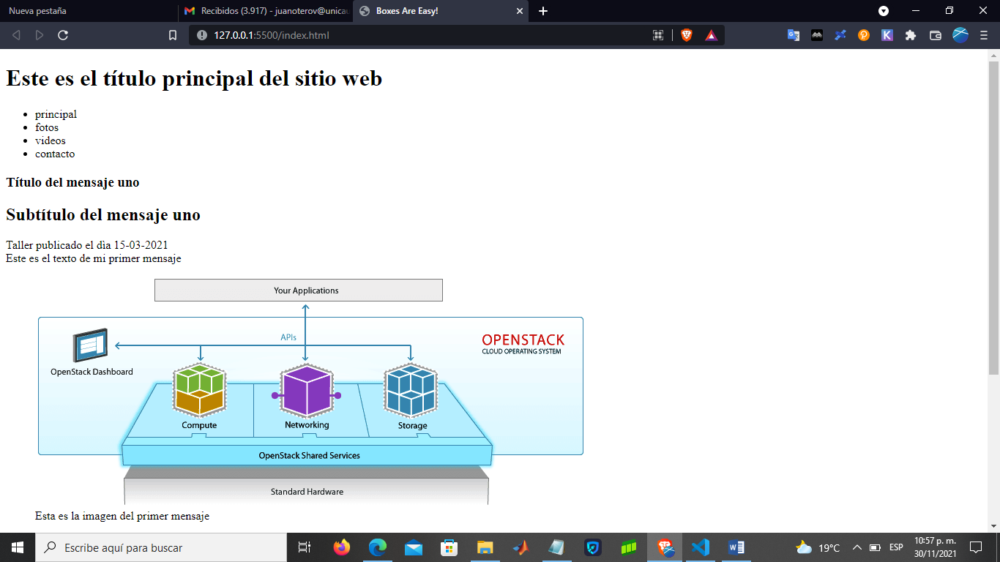 Nueva pestaña
Recibidos (3.917) - juanoterov@unicau
Boxes Are Easy!
127.0.0.1:5500/index.html
Este es el título principal del sitio web
principal
fotos
videos
contacto
Título del mensaje uno
Subtítulo del mensaje uno
Taller publicado el dìa 15-03-2021
Este es el texto de mi primer mensaje
Your Applications
APIs
OPENSTACK
CLOUD OPERATING SYSTEM
OpenStack Dashboard
Compute
Networking
Storage
OpenStack Shared Services
Standard Hardware
Esta es la imagen del primer mensaje
Escribe aquí para buscar
19°C
ESP
10:57 p. m.
30/11/2021